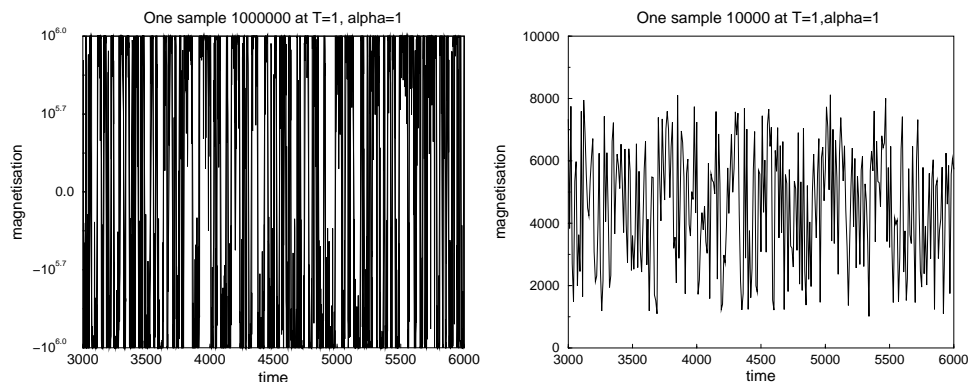 One sample 1000000 at T=1, alpha=1
10^6.0
10^5.7
0.0
−10^5.7
−10^6.0
magnetisation
3000 3500 4000 4500 5000 5500 6000
time
One sample 10000 at T=1,alpha=1
10000
8000
6000
4000
2000
0
magnetisation
3000 3500 4000 4500 5000 5500 6000
time